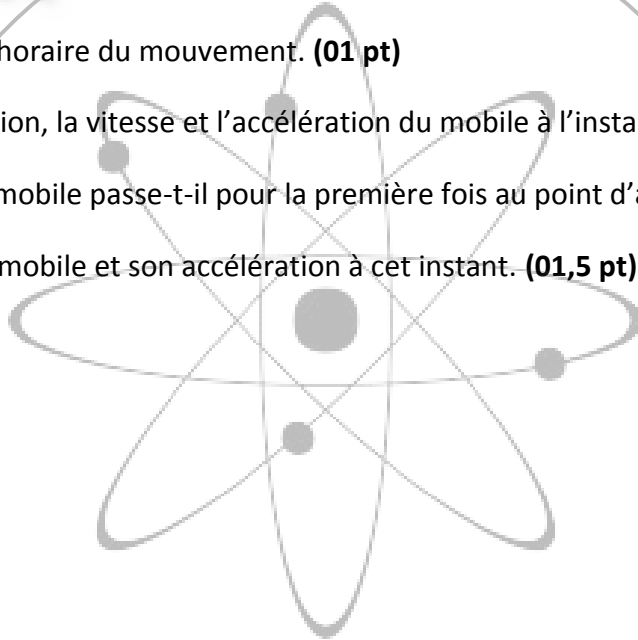 horaire du mouvement. (01 pt)
ion, la vitesse et l’accélération du mobile à l’insta
mobile passe-t-il pour la première fois au point d’a
mobile et son accélération à cet instant. (01,5 pt)